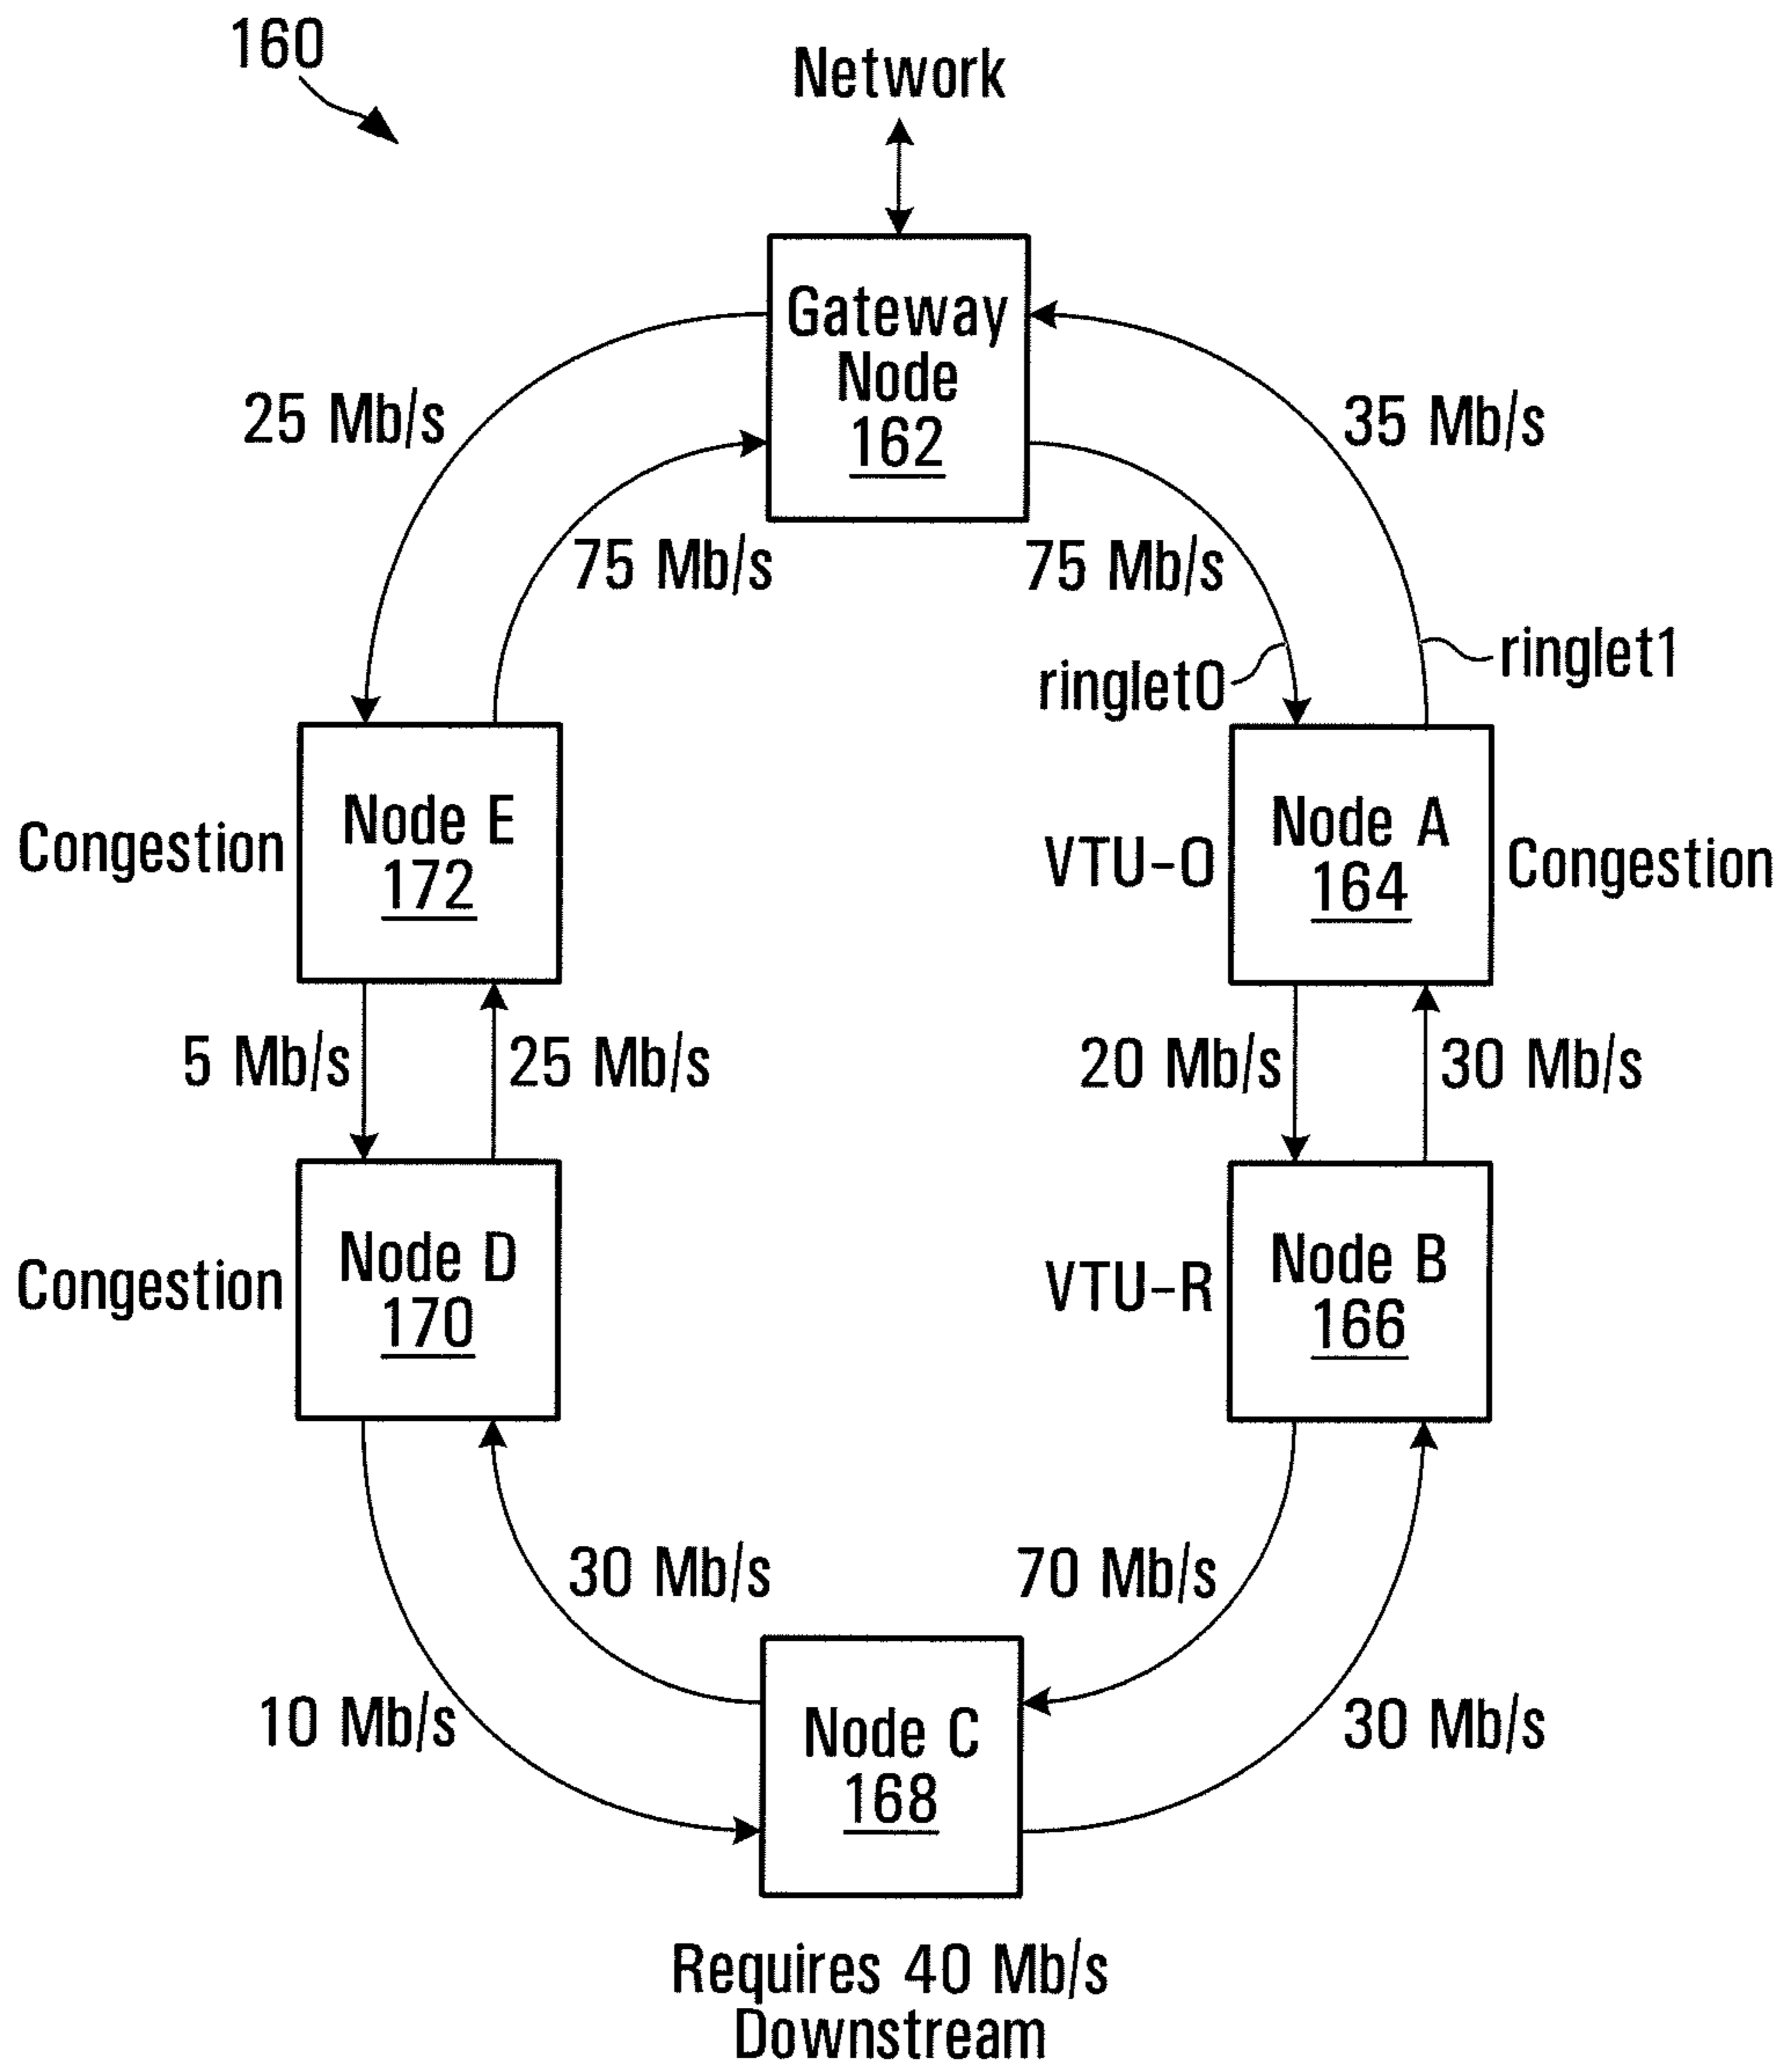 160
Network
Gateway
Node
162
25 Mb/s
35 Mb/s
75 Mb/s
75 Mb/s
ringlet0
ringlet1
Congestion
Node E
172
VTU-O
Node A
164
Congestion
5 Mb/s
25 Mb/s
20 Mb/s
30 Mb/s
Congestion
Node D
170
VTU-R
Node B
166
30 Mb/s
70 Mb/s
10 Mb/s
30 Mb/s
Node C
168
Requires 40 Mb/s
Downstream